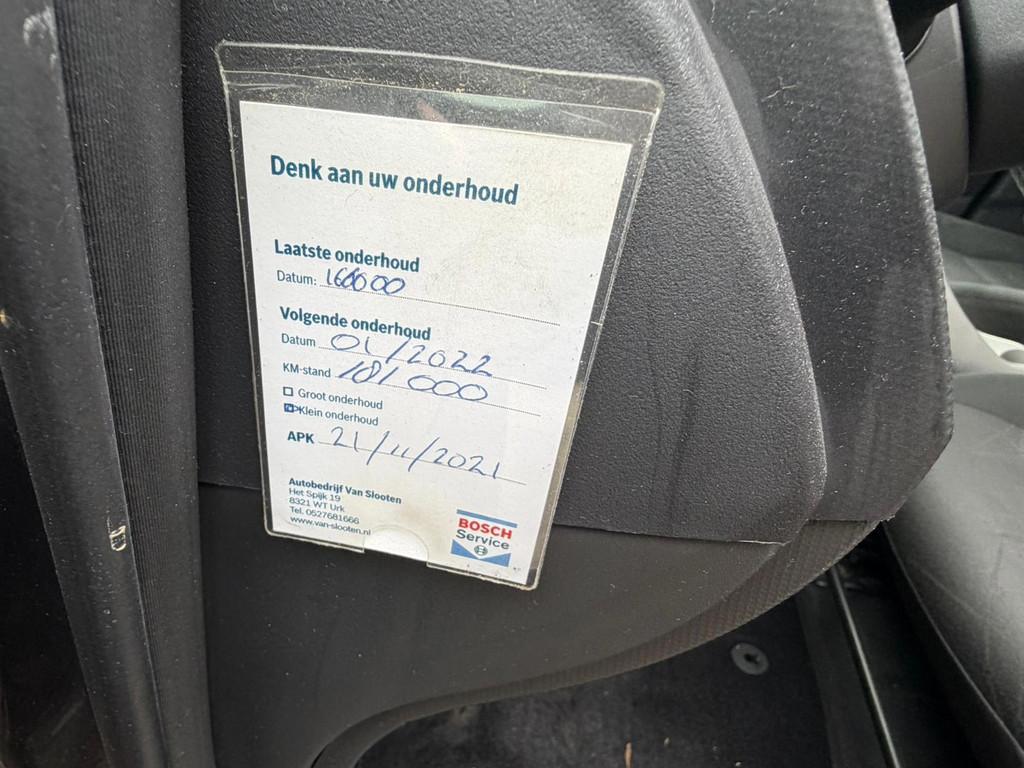 Denk aan uw onderhoud
Laatste onderhoud
Datum: 166000
Volgende onderhoud
Datum 01/2022
KM-stand 181 000
Groot onderhoud
Klein onderhoud
APK 21/11/2021
Autobedrijf Van Slooten
Het Spijk 19
8321 WT Urk
Tel. 0527681666
www.van-slooten.nl
BOSCH
Service